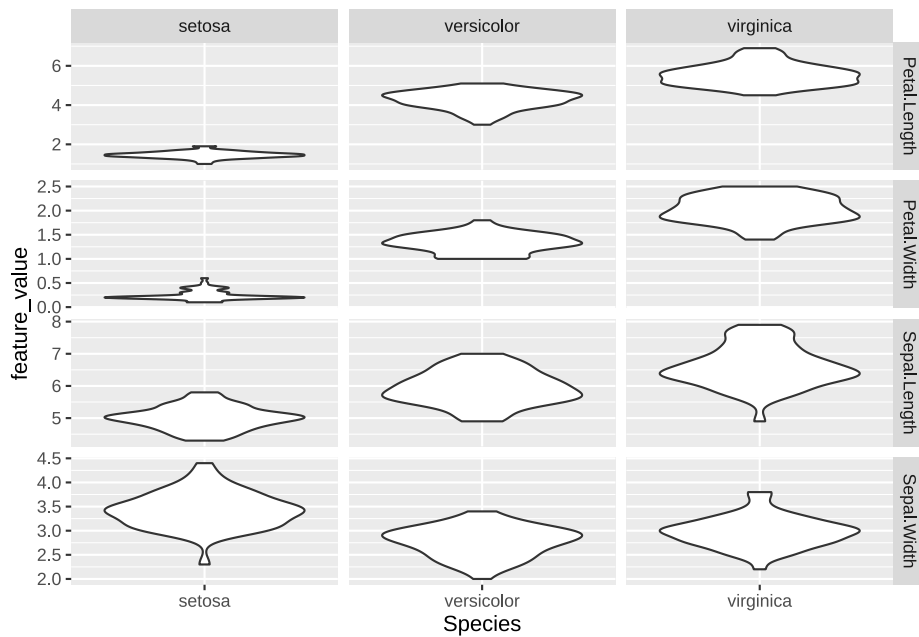 setosa versicolor virginica
6
4
2
Petal.Length
2.5
2.0
1.5
1.0
0.5
0.0
Petal.Width
feature_value
8
7
6
5
Sepal.Length
4.5
4.0
3.5
3.0
2.5
2.0
Sepal.Width
setosa versicolor virginica
Species